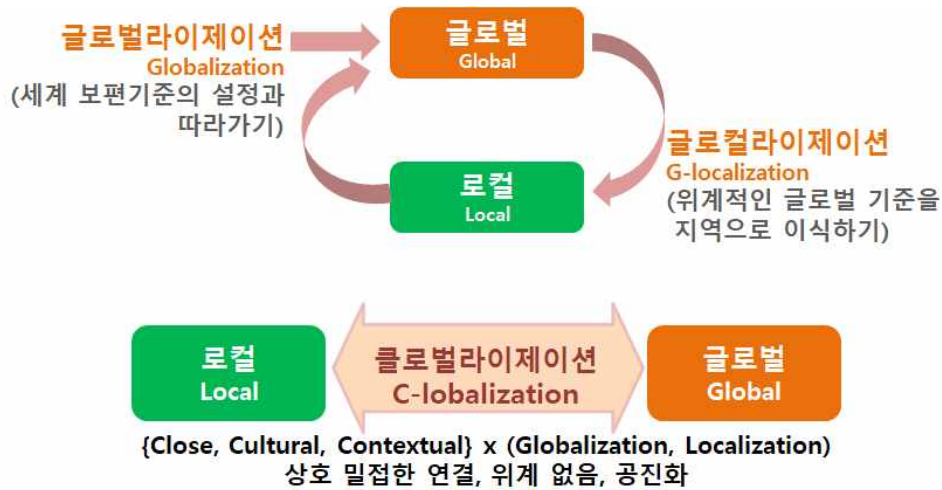 글로벌라이제이션
Globalization
(세계 보편기준의 설정과
따라가기)
글로벌
Global
로컬
Local
글로컬라이제이션
G-localization
(위계적인 글로벌 기준을
지역으로 이식하기)
로컬
Local
클로벌라이제이션
C-lobalization
글로벌
Global
{Close, Cultural, Contextual} x (Globalization, Localization)
상호 밀접한 연결, 위계 없음, 공진화